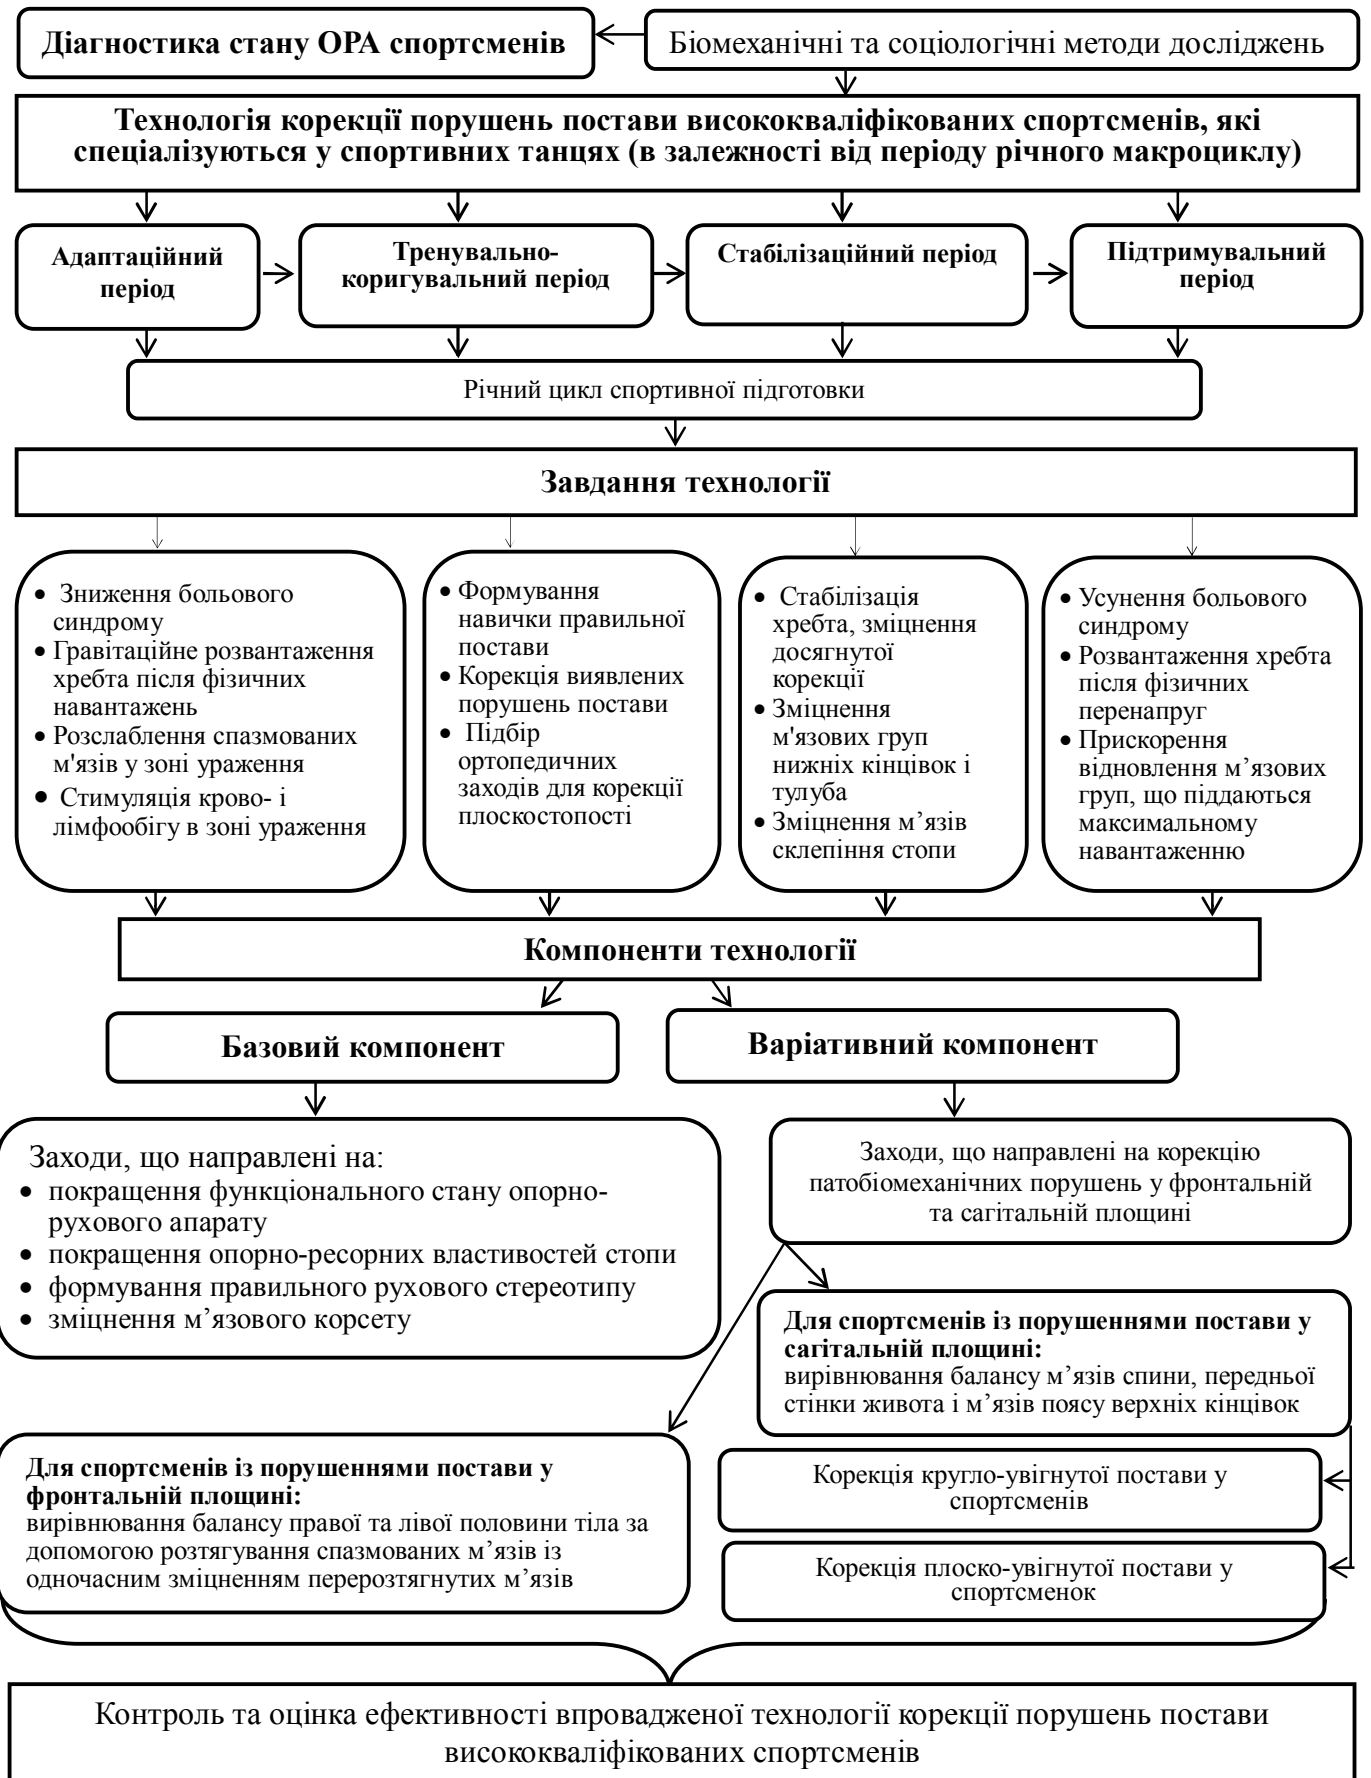 Діагностика стану ОРА спортсменів
Біомеханічні та соціологічні методи досліджень
Технологія корекції порушень постави висококваліфікованих спортсменів, які
спеціалізуються у спортивних танцях (в залежності від періоду річного макроциклу)
Адаптаційний
період
Тренувально-
коригувальний період
Стабілізаційний період
Підтримувальний
період
Річний цикл спортивної підготовки
Завдання технології
• Зниження больового
синдрому
• Гравітаційне розвантаження
хребта після фізичних
навантажень
• Розслаблення спазмованих
м'язів у зоні ураження
• Стимуляція крово- і
лімфообігу в зоні ураження
• Формування
навички правильної
постави
• Корекція виявлених
порушень постави
• Підбір
ортопедичних
заходів для корекції
плоскостопості
• Стабілізація
хребта, зміцнення
досягнутої
корекції
• Зміцнення
м'язових груп
нижніх кінцівок і
тулуба
• Зміцнення м’язів
склепіння стопи
• Усунення больового
синдрому
• Розвантаження хребта
після фізичних
перенапруг
• Прискорення
відновлення м’язових
груп, що піддаються
максимальному
навантаженню
Компоненти технології
Базовий компонент
Варіативний компонент
Заходи, що направлені на:
• покращення функціонального стану опорно-
рухового апарату
• покращення опорно-ресорних властивостей стопи
• формування правильного рухового стереотипу
• зміцнення м’язового корсету
Заходи, що направлені на корекцію
патобіомеханічних порушень у фронтальній
та сагітальній площині
Для спортсменів із порушеннями постави у
сагітальній площині:
вирівнювання балансу м’язів спини, передньої
стінки живота і м’язів поясу верхніх кінцівок
Для спортсменів із порушеннями постави у
фронтальній площині:
вирівнювання балансу правої та лівої половини тіла за
допомогою розтягування спазмованих м’язів із
одночасним зміцненням перерозтягнутих м’язів
Корекція кругло-увігнутої постави у
спортсменів
Корекція плоско-увігнутої постави у
спортсменок
Контроль та оцінка ефективності впровадженої технології корекції порушень постави
висококваліфікованих спортсменів